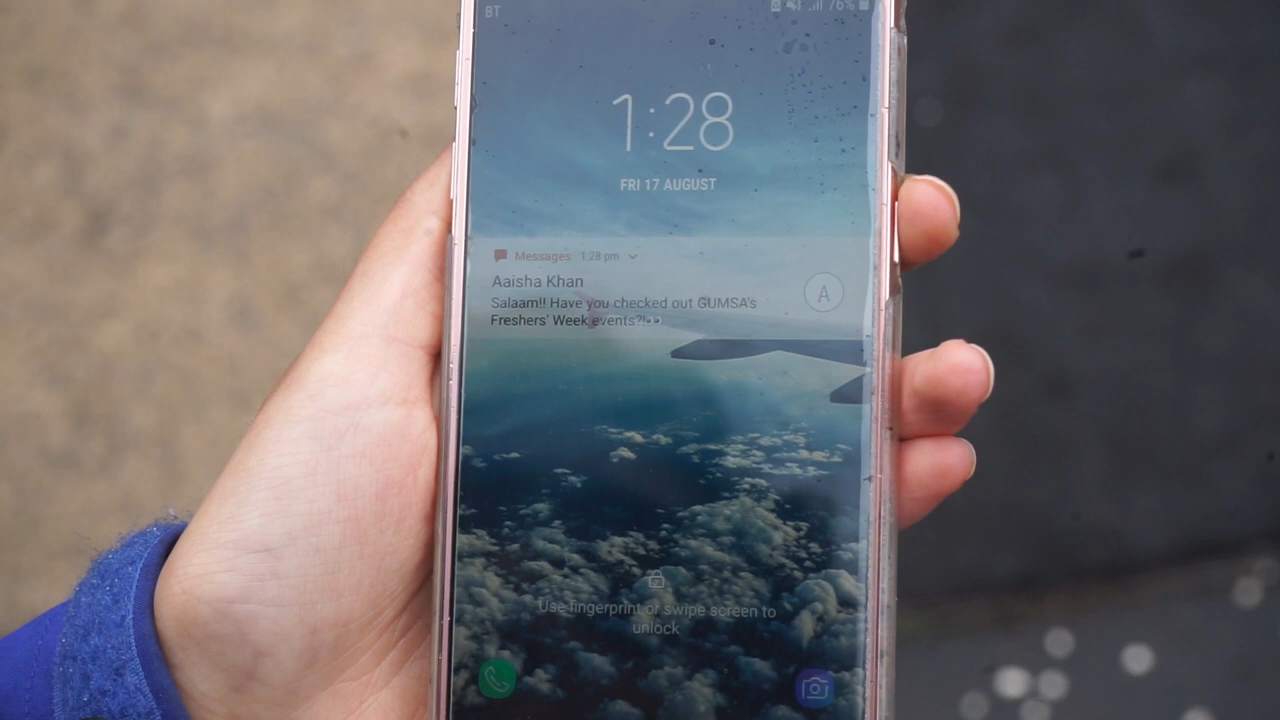 BT
76%
1:28
FRI 17 AUGUST
Messages 1:28 pm
Aaisha Khan
A
Salaam!! Have you checked out GUMSA's
Freshers' Week events?!??
Use fingerprint or swipe screen to
unlock